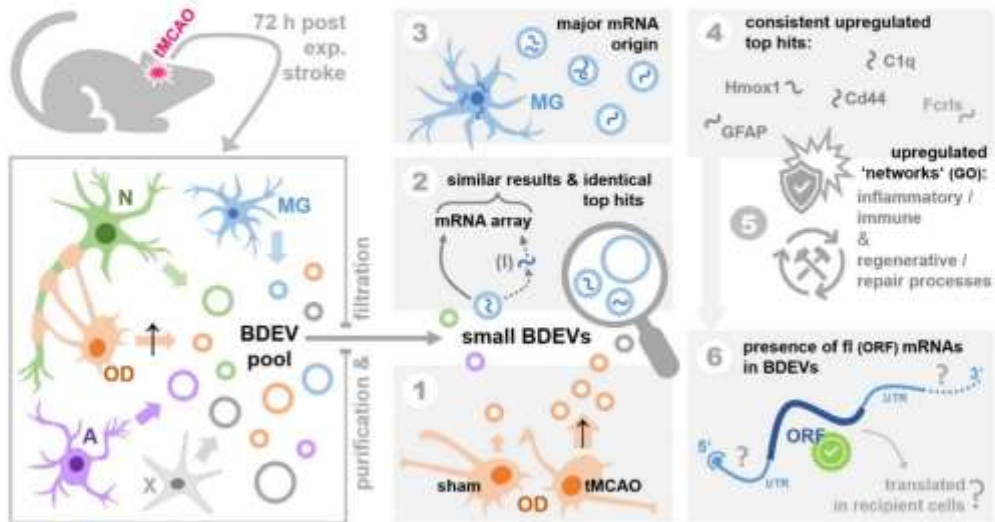 tMCAO
72 h post
exp.
stroke
N
MG
OD
A
X
BDEV
pool
purification &
filtration
small BDEVs
3
major mRNA
origin
MG
2
similar results & identical
top hits
mRNA array
(I)
1
sham
OD
tMCAO
4
consistent upregulated
top hits:
C1q
Hmox1
Cd44
Fcrls
GFAP
5
upregulated
'networks' (GO):
inflammatory /
immune
&
regenerative /
repair processes
6
presence of fl (ORF) mRNAs
in BDEVs
?
3'
UTR
ORF
5'
?
UTR
translated
in recipient cells
?